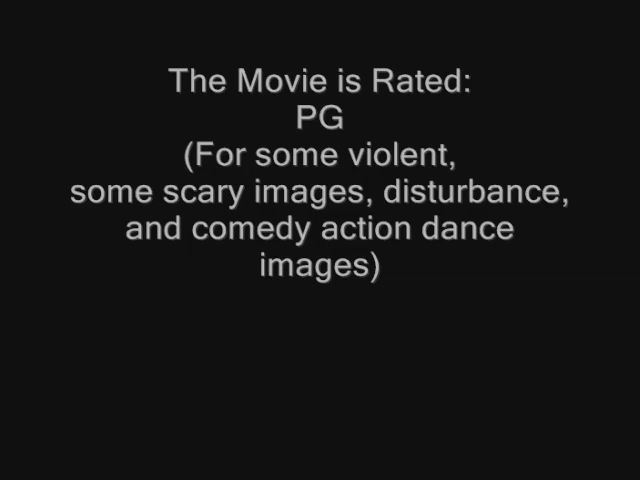 The Movie is Rated:
PG
(For some violent,
some scary images, disturbance,
and comedy action dance
images)